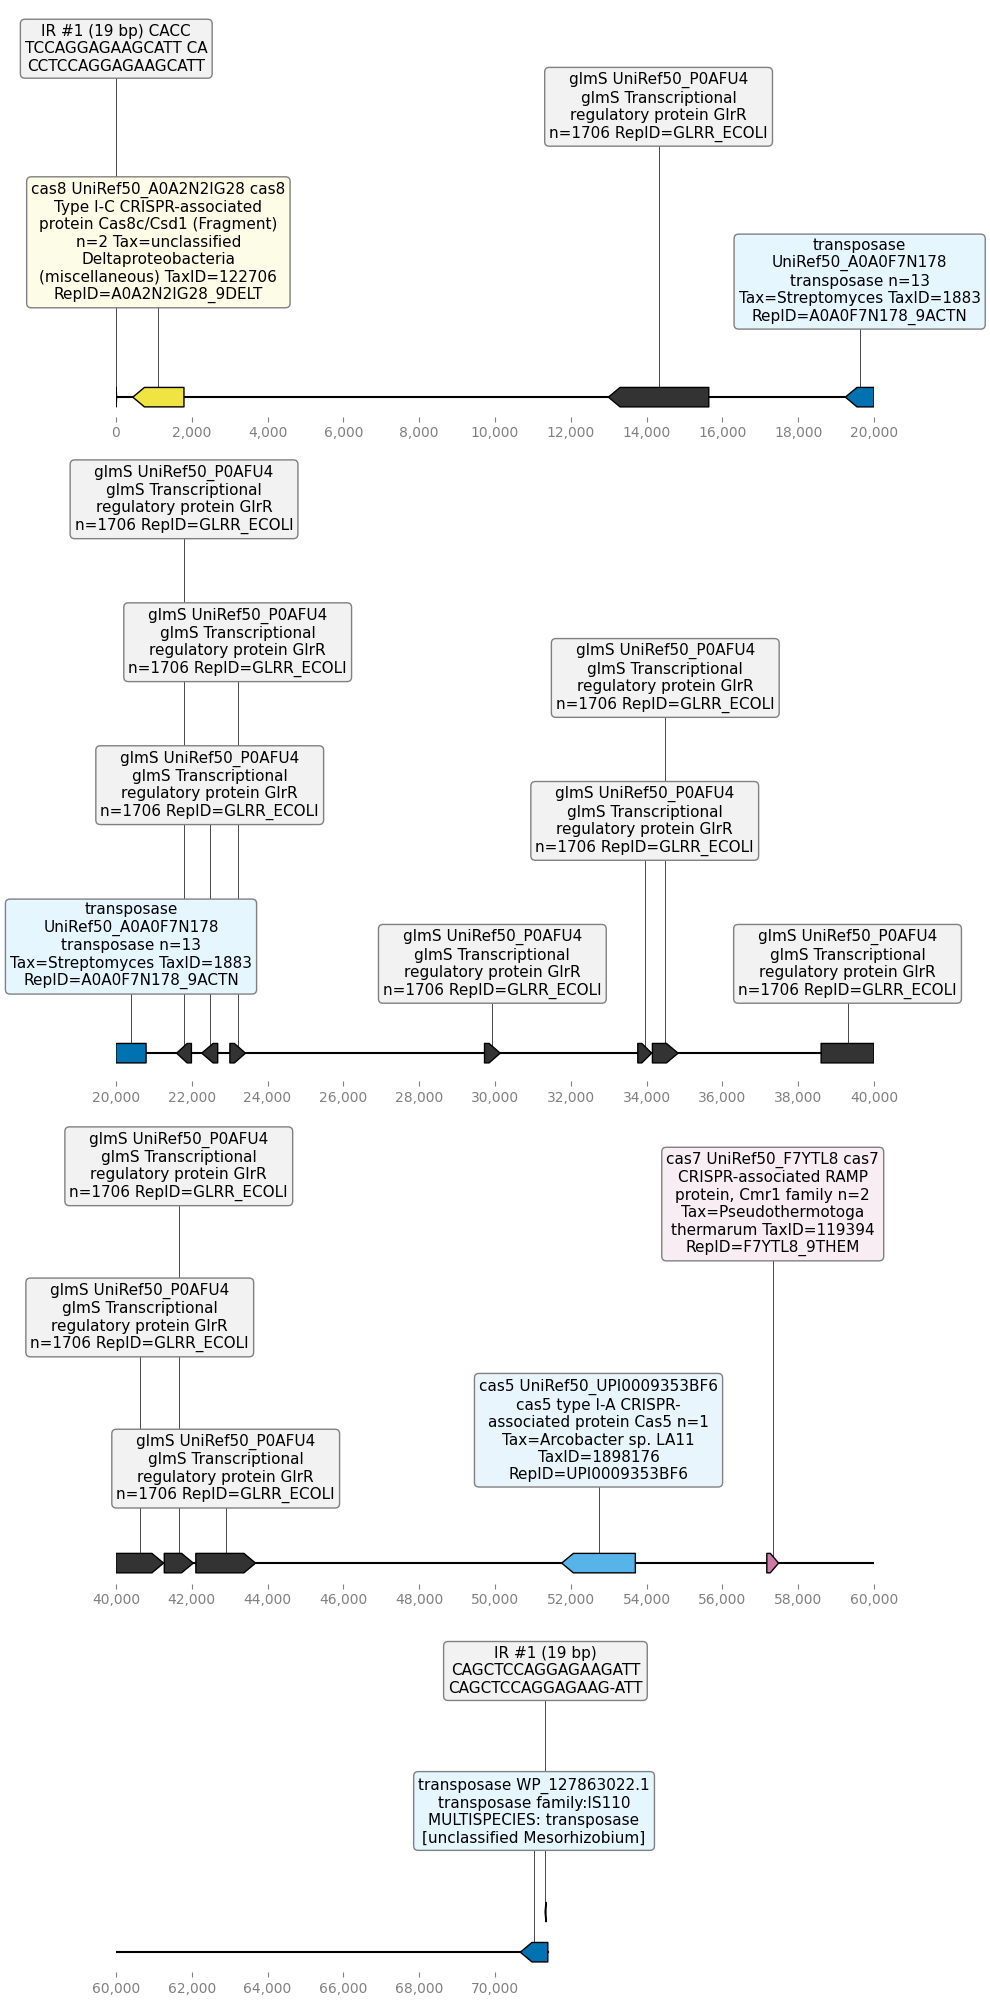 IR #1 (19 bp) CACC
TCCAGGAGAAGCATT CA
CCTCCAGGAGAAGCATT
glmS UniRef50_P0AFU4
glmS Transcriptional
regulatory protein GlrR
n=1706 RepID=GLRR_ECOLI
cas8 UniRef50_A0A2N2IG28 cas8
Type I-C CRISPR-associated
protein Cas8c/Csd1 (Fragment)
n=2 Tax=unclassified
Deltaproteobacteria
(miscellaneous) TaxID=122706
RepID=A0A2N2IG28_9DELT
transposase
UniRef50_A0A0F7N178
transposase n=13
Tax=Streptomyces TaxID=1883
RepID=A0A0F7N178_9ACTN
0 2,000 4,000 6,000 8,000 10,000 12,000 14,000 16,000 18,000 20,000
glmS UniRef50_P0AFU4
glmS Transcriptional
regulatory protein GlrR
n=1706 RepID=GLRR_ECOLI
glmS UniRef50_P0AFU4
glmS Transcriptional
regulatory protein GlrR
n=1706 RepID=GLRR_ECOLI
glmS UniRef50_P0AFU4
glmS Transcriptional
regulatory protein GlrR
n=1706 RepID=GLRR_ECOLI
glmS UniRef50_P0AFU4
glmS Transcriptional
regulatory protein GlrR
n=1706 RepID=GLRR_ECOLI
glmS UniRef50_P0AFU4
glmS Transcriptional
regulatory protein GlrR
n=1706 RepID=GLRR_ECOLI
transposase
UniRef50_A0A0F7N178
transposase n=13
Tax=Streptomyces TaxID=1883
RepID=A0A0F7N178_9ACTN
glmS UniRef50_P0AFU4
glmS Transcriptional
regulatory protein GlrR
n=1706 RepID=GLRR_ECOLI
glmS UniRef50_P0AFU4
glmS Transcriptional
regulatory protein GlrR
n=1706 RepID=GLRR_ECOLI
20,000 22,000 24,000 26,000 28,000 30,000 32,000 34,000 36,000 38,000 40,000
glmS UniRef50_P0AFU4
glmS Transcriptional
regulatory protein GlrR
n=1706 RepID=GLRR_ECOLI
cas7 UniRef50_F7YTL8 cas7
CRISPR-associated RAMP
protein, Cmr1 family n=2
Tax=Pseudothermotoga
thermarum TaxID=119394
RepID=F7YTL8_9THEM
glmS UniRef50_P0AFU4
glmS Transcriptional
regulatory protein GlrR
n=1706 RepID=GLRR_ECOLI
cas5 UniRef50_UPI0009353BF6
cas5 type I-A CRISPR-
associated protein Cas5 n=1
Tax=Arcobacter sp. LA11
TaxID=1898176
RepID=UPI0009353BF6
glmS UniRef50_P0AFU4
glmS Transcriptional
regulatory protein GlrR
n=1706 RepID=GLRR_ECOLI
40,000 42,000 44,000 46,000 48,000 50,000 52,000 54,000 56,000 58,000 60,000
IR #1 (19 bp)
CAGCTCCAGGAGAAGATT
CAGCTCCAGGAGAAG-ATT
transposase WP_127863022.1
transposase family:IS110
MULTISPECIES: transposase
[unclassified Mesorhizobium]
60,000 62,000 64,000 66,000 68,000 70,000